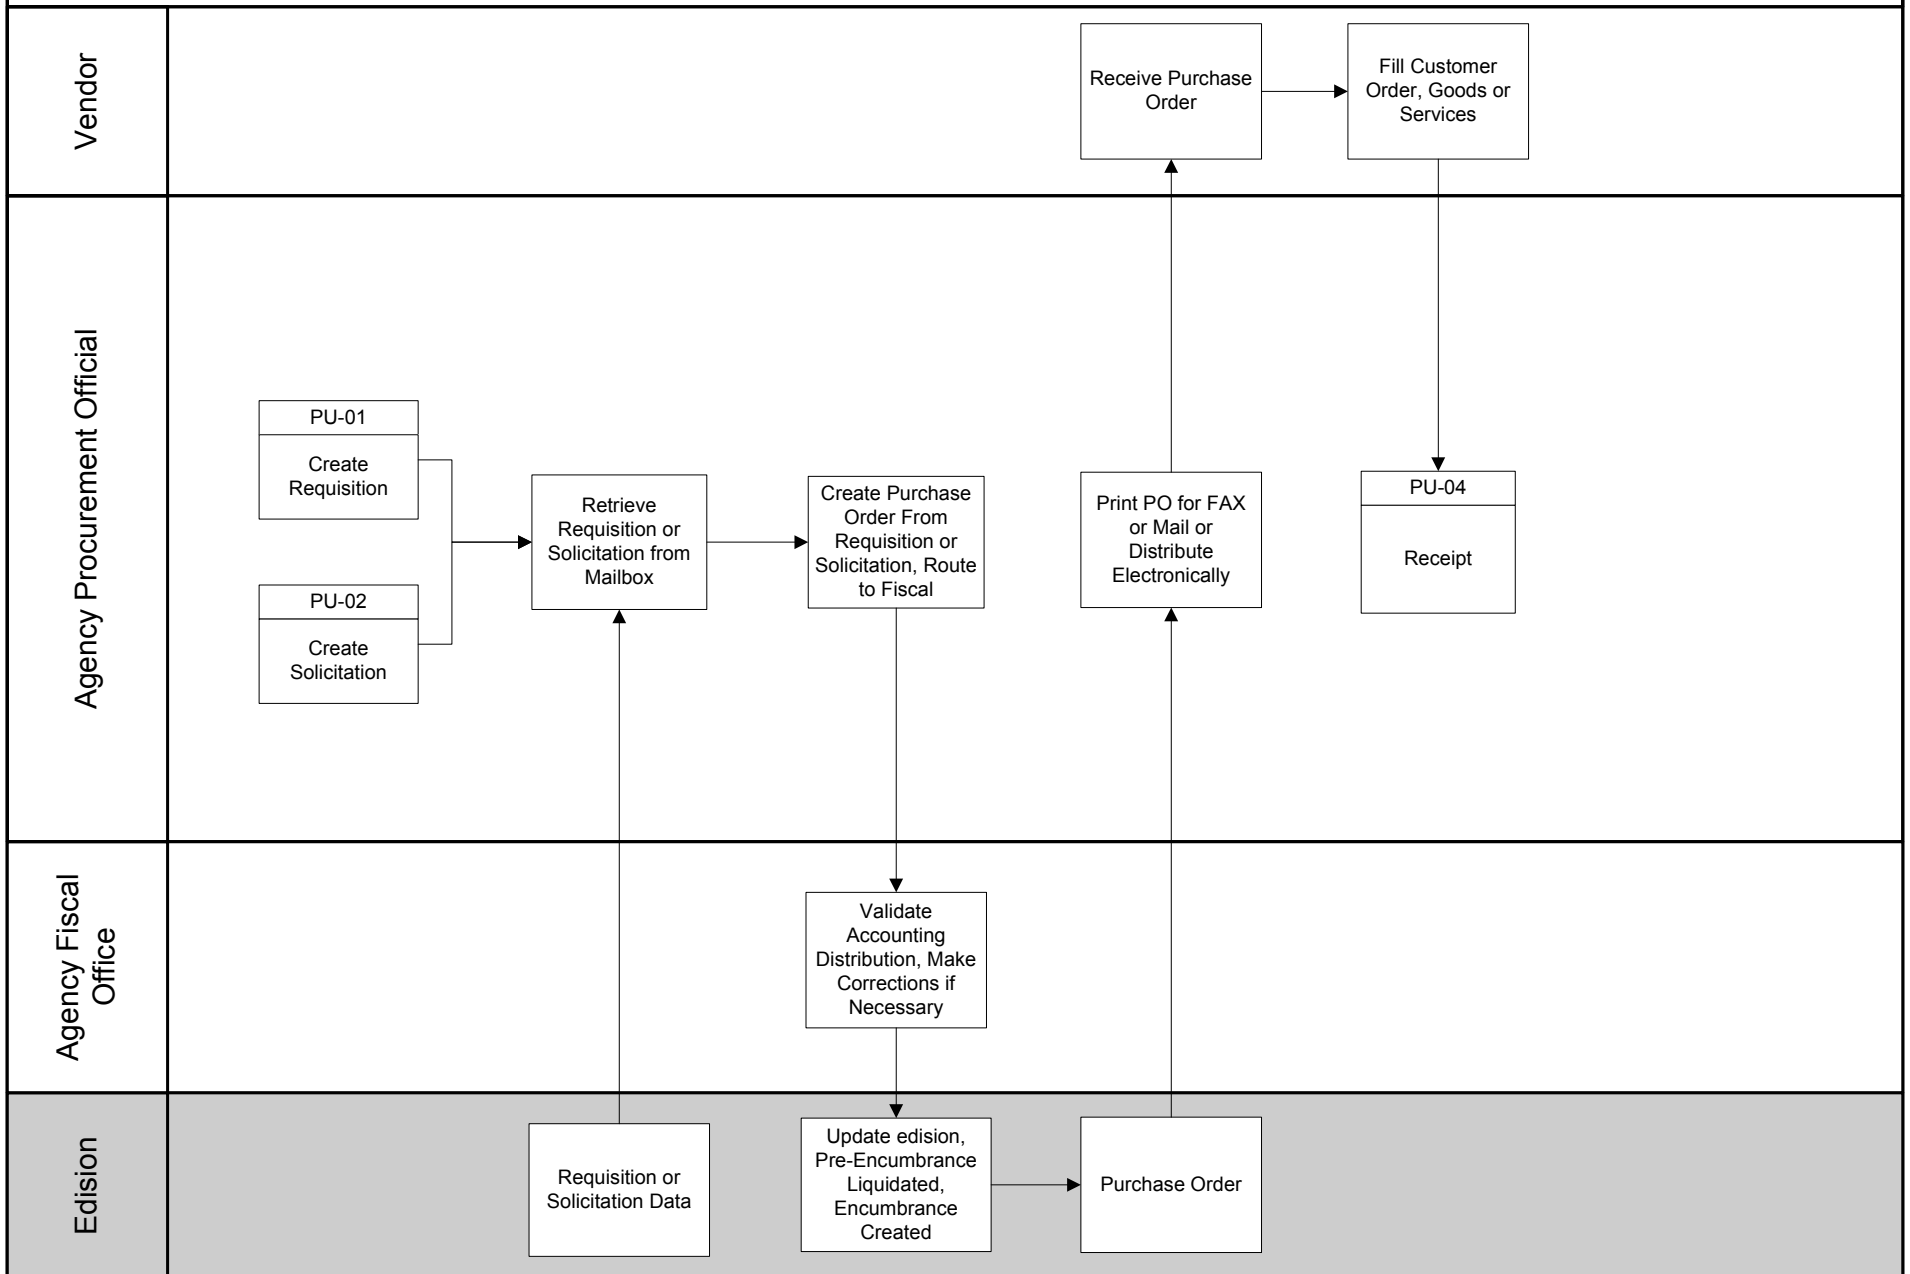 Vendor
Receive Purchase
Order
Fill Customer
Order, Goods or
Services
Agency Procurement Official
PU-01
Create
Requisition
PU-02
Create
Solicitation
Retrieve
Requisition or
Solicitation from
Mailbox
Create Purchase
Order From
Requisition or
Solicitation, Route
to Fiscal
Print PO for FAX
or Mail or
Distribute
Electronically
PU-04
Receipt
Agency Fiscal
Office
Validate
Accounting
Distribution, Make
Corrections if
Necessary
Edision
Requisition or
Solicitation Data
Update edision,
Pre-Encumbrance
Liquidated,
Encumbrance
Created
Purchase Order